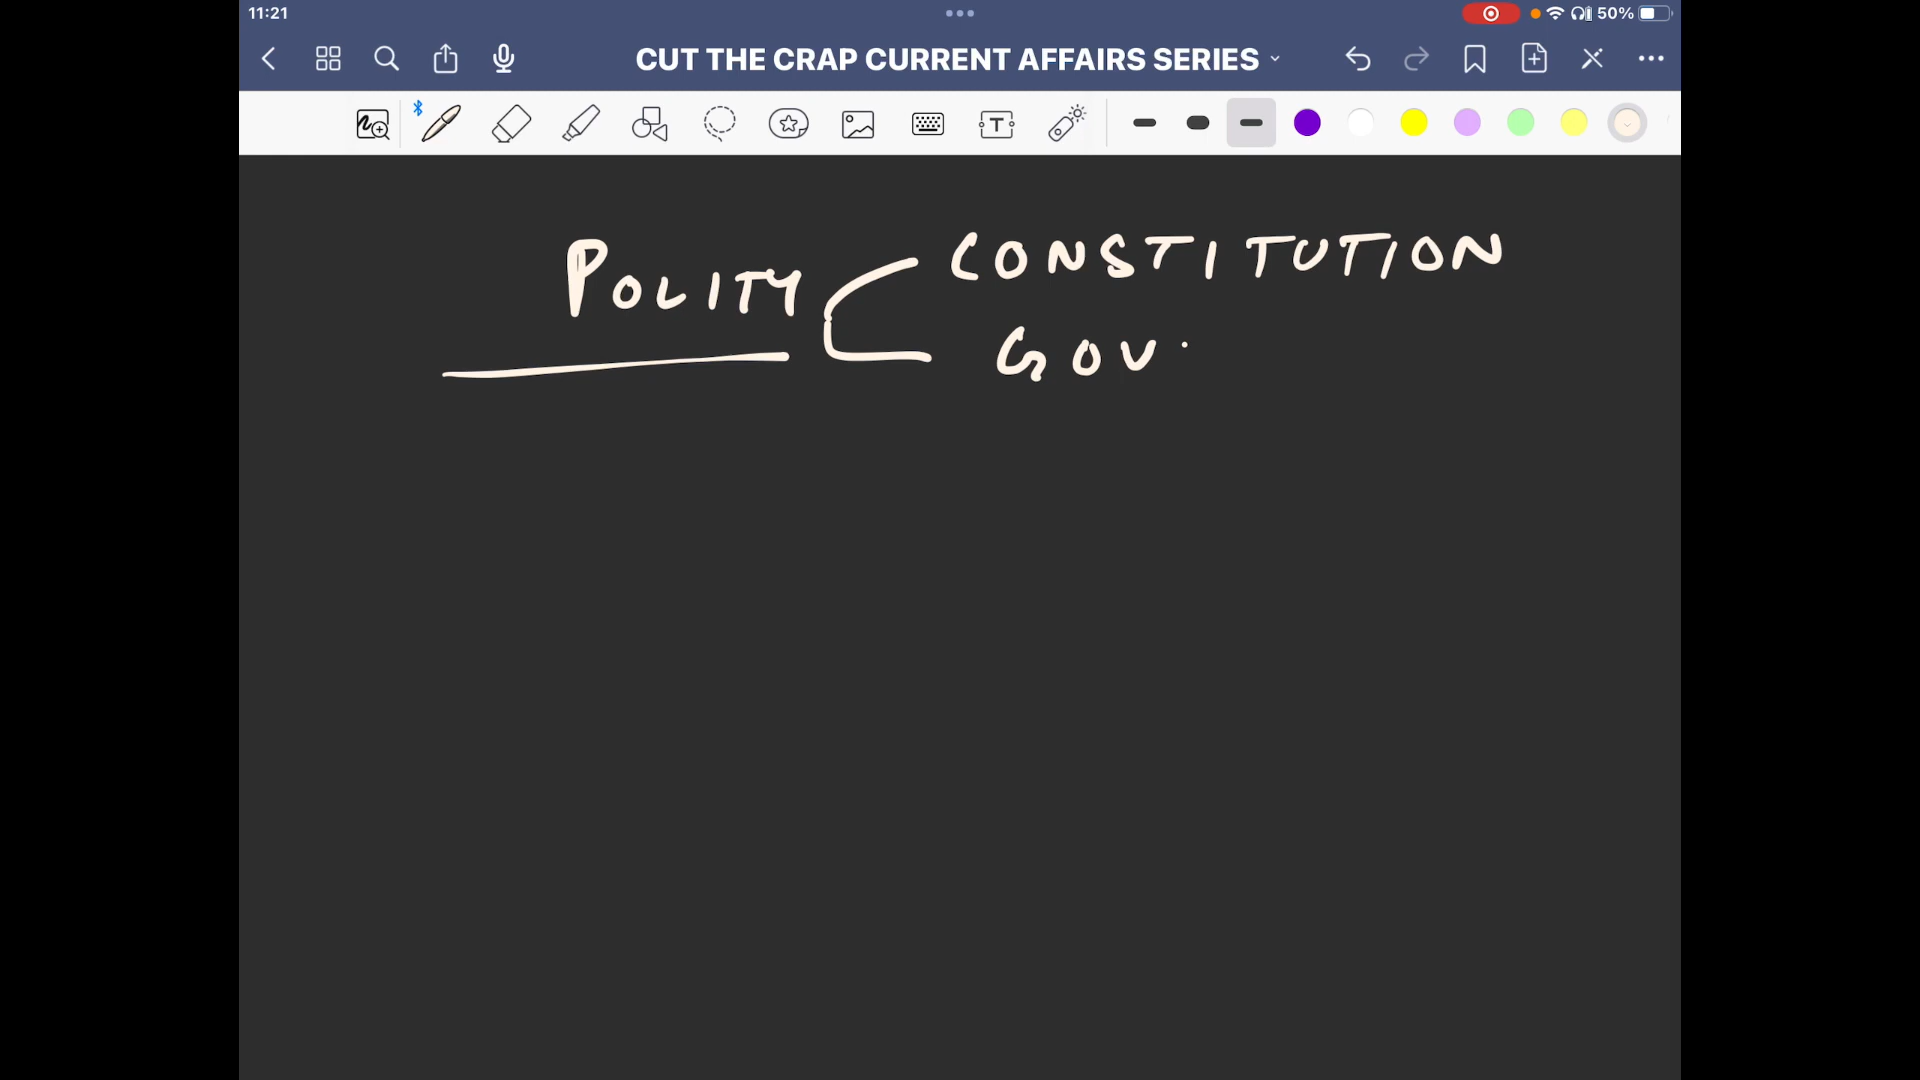 11:21
50%
CUT THE CRAP CURRENT AFFAIRS SERIES
T
POLITY
CONSTITUTION
GOV.